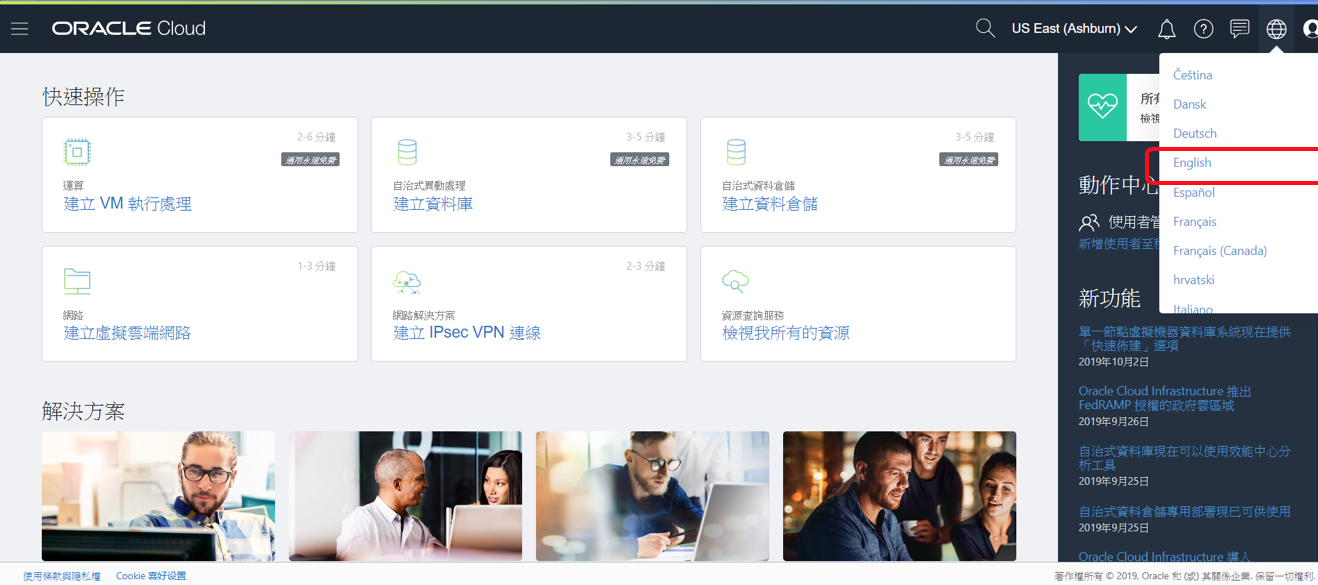 ORACLE Cloud
US East (Ashburn)
快速操作
2-6 分鐘
適用永遠免費
運算
建立 VM 執行處理
3-5 分鐘
適用永遠免費
自治式異動處理
建立資料庫
3-5 分鐘
適用永遠免費
自治式資料倉儲
建立資料倉儲
1-3 分鐘
網路
建立虛擬雲端網路
2-3 分鐘
網路解決方案
建立 IPsec VPN 連線
資源查詢服務
檢視我所有的資源
解決方案
Čeština
Dansk
Deutsch
English
Español
Français
Français (Canada)
hrvatski
Italiano
所有
檢視
動作中心
使用者管
新增使用者至
新功能
單一節點虛擬機器資料庫系統現在提供
「快速佈建」選項
2019年10月2日
Oracle Cloud Infrastructure 推出
FedRAMP 授權的政府雲區域
2019年9月26日
自治式資料庫現在可以使用效能中心分
析工具
2019年9月25日
自治式資料倉儲專用部署現已可供使用
2019年9月25日
Oracle Cloud Infrastructure 導入
使用條款與隱私權
Cookie 喜好設置
著作權所有 © 2019, Oracle 和 (或) 其關係企業. 保留一切權利.